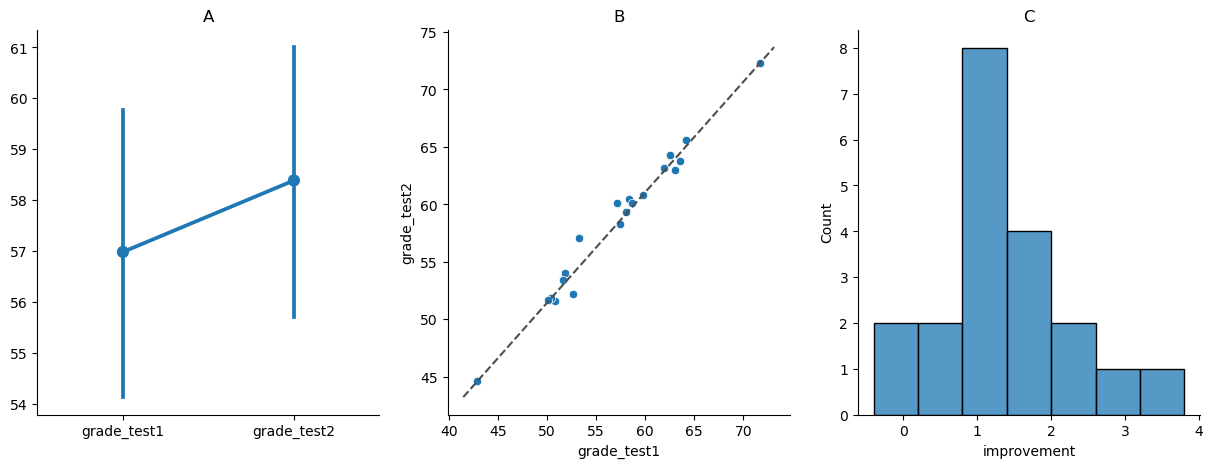 A
61
60
59
58
57
56
55
54
grade_test1 grade_test2
B
75
70
65
60
55
50
45
grade_test2
40 45 50 55 60 65 70
grade_test1
C
8
7
6
5
4
3
2
1
0
Count
0 1 2 3 4
improvement